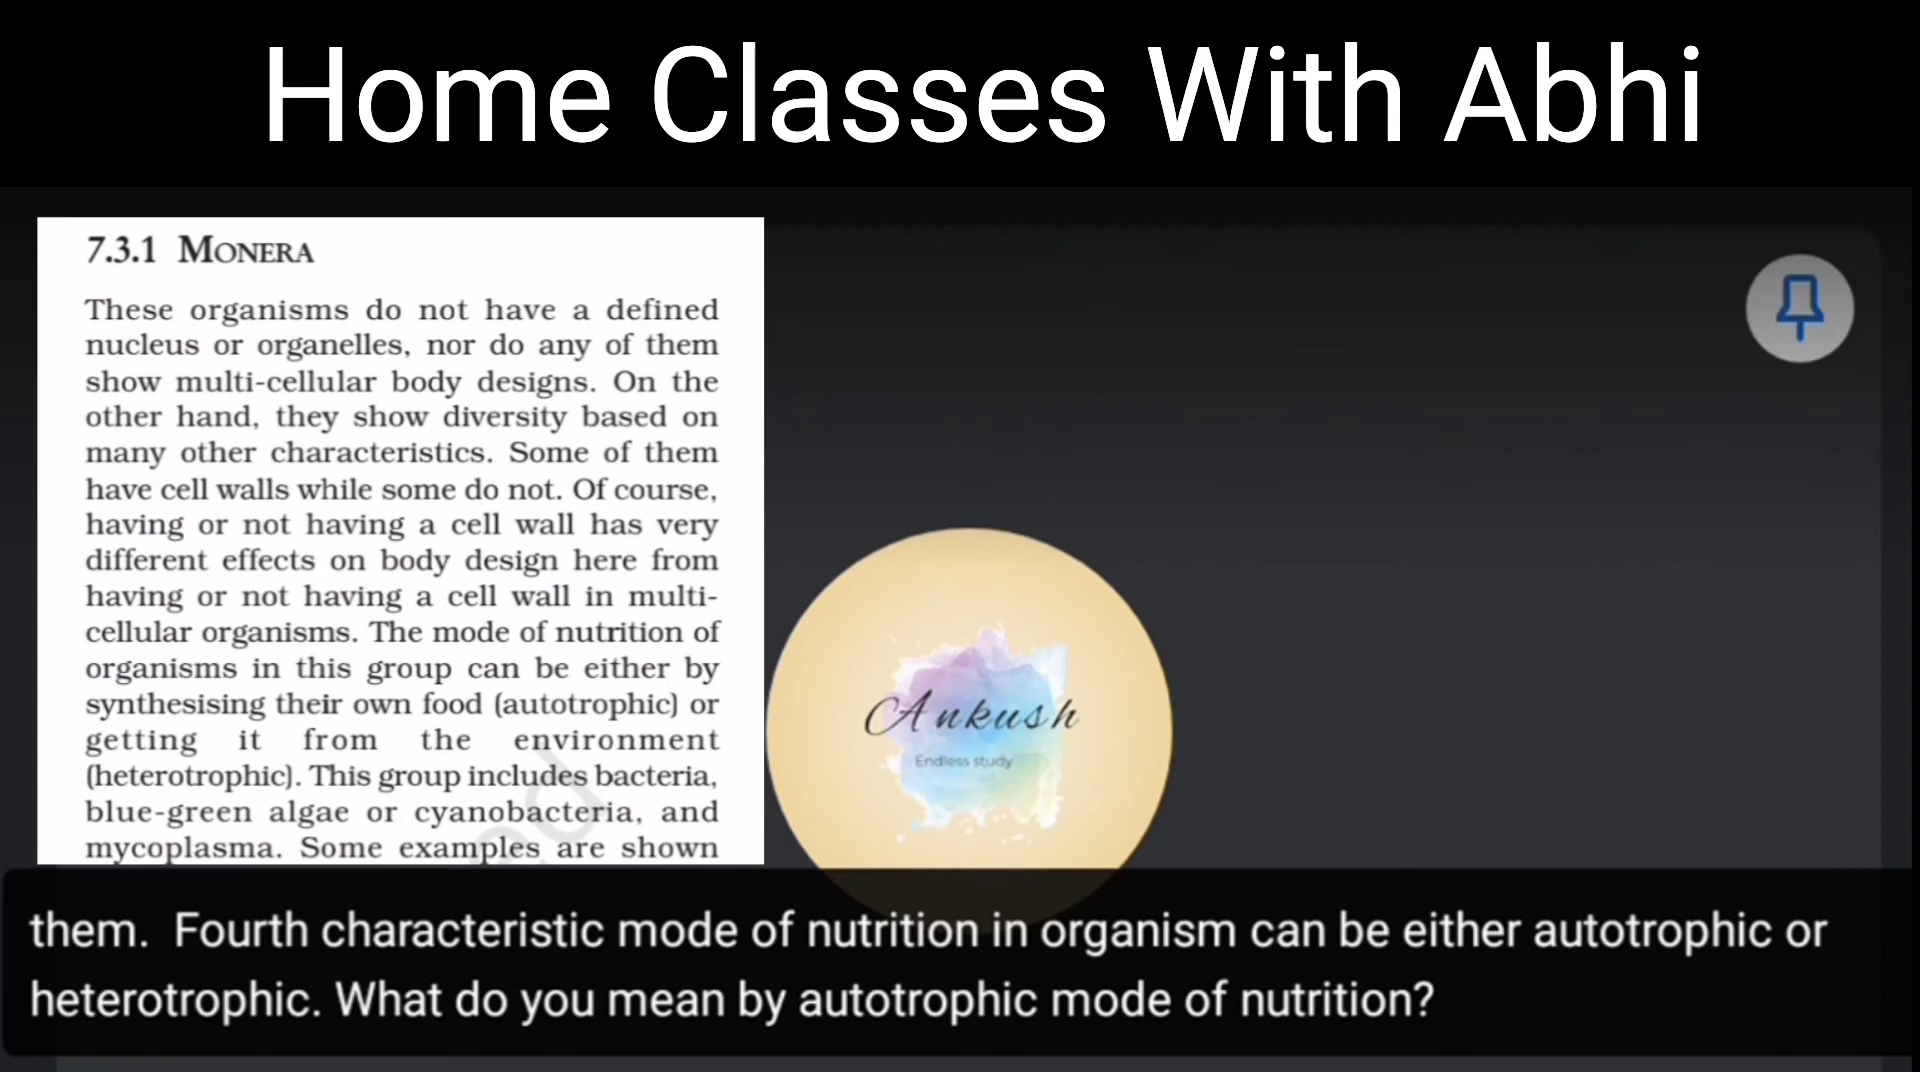 Home Classes With Abhi
7.3.1 MONERA
These organisms do not have a defined
nucleus or organelles, nor do any of them
show multi-cellular body designs. On the
other hand, they show diversity based on
many other characteristics. Some of them
have cell walls while some do not. Of course,
having or not having a cell wall has very
different effects on body design here from
having or not having a cell wall in multi-
cellular organisms. The mode of nutrition of
organisms in this group can be either by
synthesising their own food (autotrophic) or
getting it from the environment
(heterotrophic). This group includes bacteria,
blue-green algae or cyanobacteria, and
mycoplasma. Some examples are shown
Ankush
Endless study
them. Fourth characteristic mode of nutrition in organism can be either autotrophic or
heterotrophic. What do you mean by autotrophic mode of nutrition?